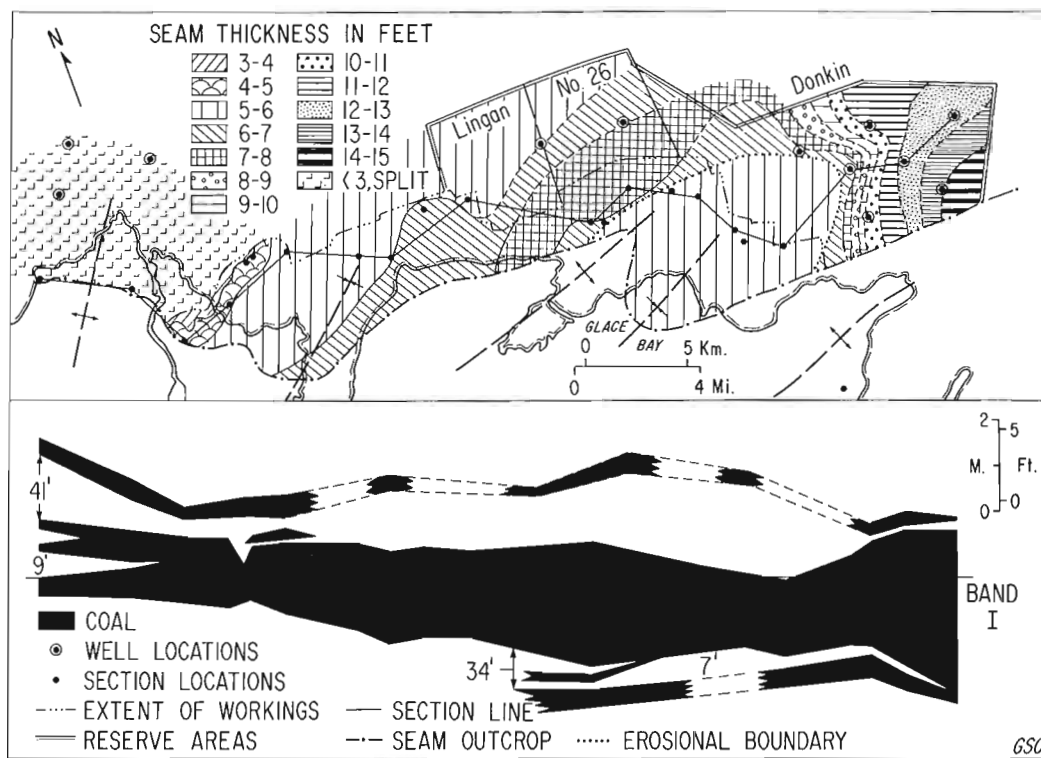 N
SEAM THICKNESS IN FEET
3-4
4-5
5-6
6-7
7-8
8-9
9-10
10-11
11-12
12-13
13-14
14-15
<3, SPLIT
Lingan
No. 26
Donkin
GLACE
BAY
0 5 Km.
0 4 Mi.
2 5
M. Ft.
0 0
41'
9'
34'
7'
BAND
I
COAL
WELL LOCATIONS
SECTION LOCATIONS
EXTENT OF WORKINGS
SECTION LINE
RESERVE AREAS
SEAM OUTCROP
EROSIONAL BOUNDARY
GSC